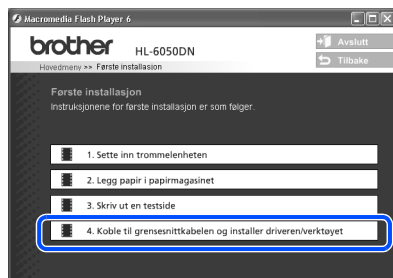 Macromedia Flash Player 6
brother HL-6050DN
Avslutt
Hovedmeny >> Første installasjon
Tilbake
Første installasjon
Instruksjonene for første installasjon er som følger.
1. Sette inn trommelenheten
2. Legg papir i papirmagasinet
3. Skriv ut en testside
4. Koble til grensesnittkabelen og installer driveren/verktøyet